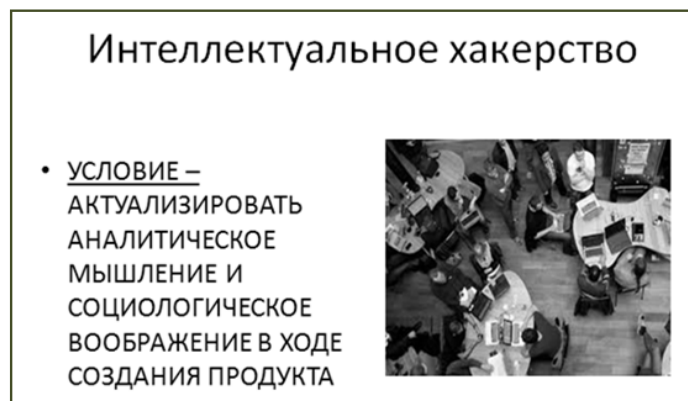 Интеллектуальное хакерство
• УСЛОВИЕ –
АКТУАЛИЗИРОВАТЬ
АНАЛИТИЧЕСКОЕ
МЫШЛЕНИЕ И
СОЦИОЛОГИЧЕСКОЕ
ВООБРАЖЕНИЕ В ХОДЕ
СОЗДАНИЯ ПРОДУКТА